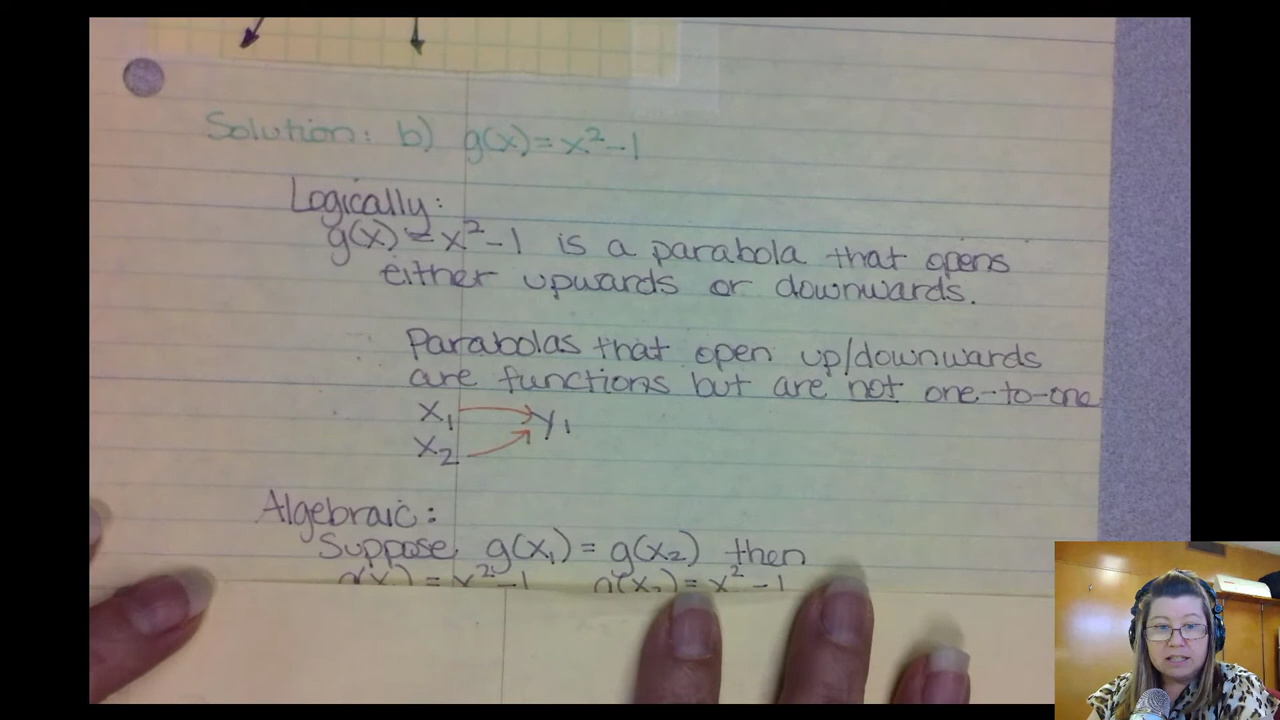 Solution: b) g(x)=x²-1
Logically:
g(x)=x²-1 is a parabola that opens
either upwards or downwards.
Parabolas that open up/downwards
are functions but are not one-to-one
x₁ → y₁
x₂
Algebraic:
Suppose g(x₁) = g(x₂) then